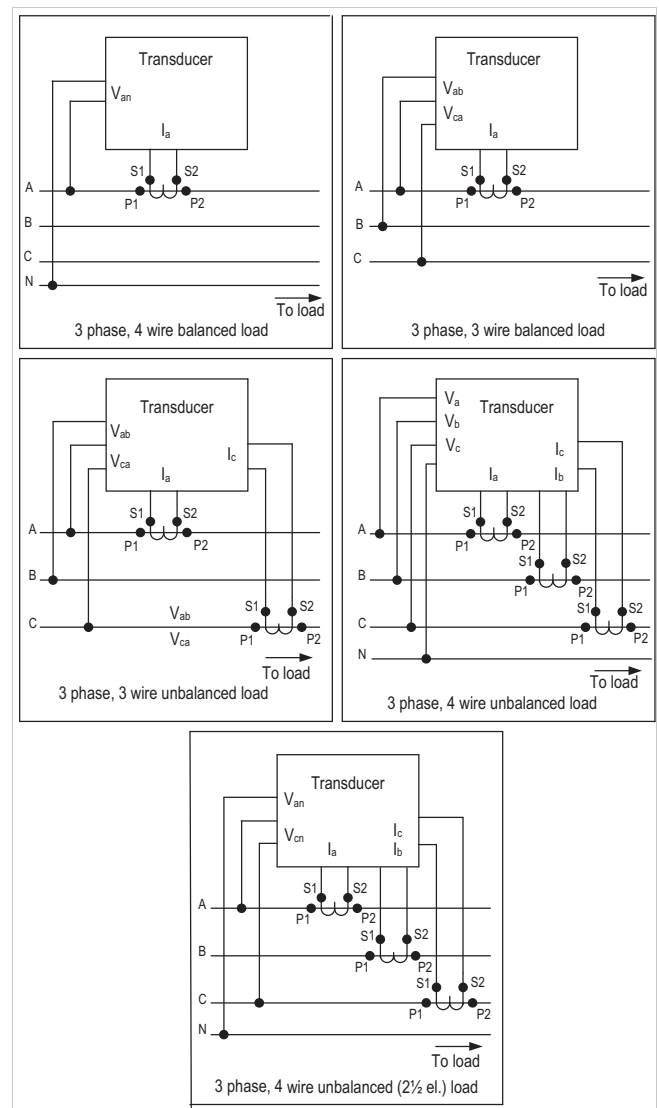 Transducer
Van
Ia
S1 S2
A
P1 P2
B
C
N
To load
3 phase, 4 wire balanced load
Transducer
Vab
Vca
Ia
S1 S2
A
P1 P2
B
C
To load
3 phase, 3 wire balanced load
Transducer
Vab
Vca
Ic
Ia
S1 S2
A
P1 P2
B
S1 S2
C
Vab
Vca
P1 P2
To load
3 phase, 3 wire unbalanced load
Transducer
Va
Vb
Vc
Ic
Ia Ib
S1 S2
A
P1 P2
S1 S2
B
P1 P2
S1 S2
C
P1 P2
N
To load
3 phase, 4 wire unbalanced load
Transducer
Van
Vcn
Ic
Ia Ib
S1 S2
A
P1 P2
S1 S2
B
P1 P2
S1 S2
C
P1 P2
N
To load
3 phase, 4 wire unbalanced (2½ el.) load